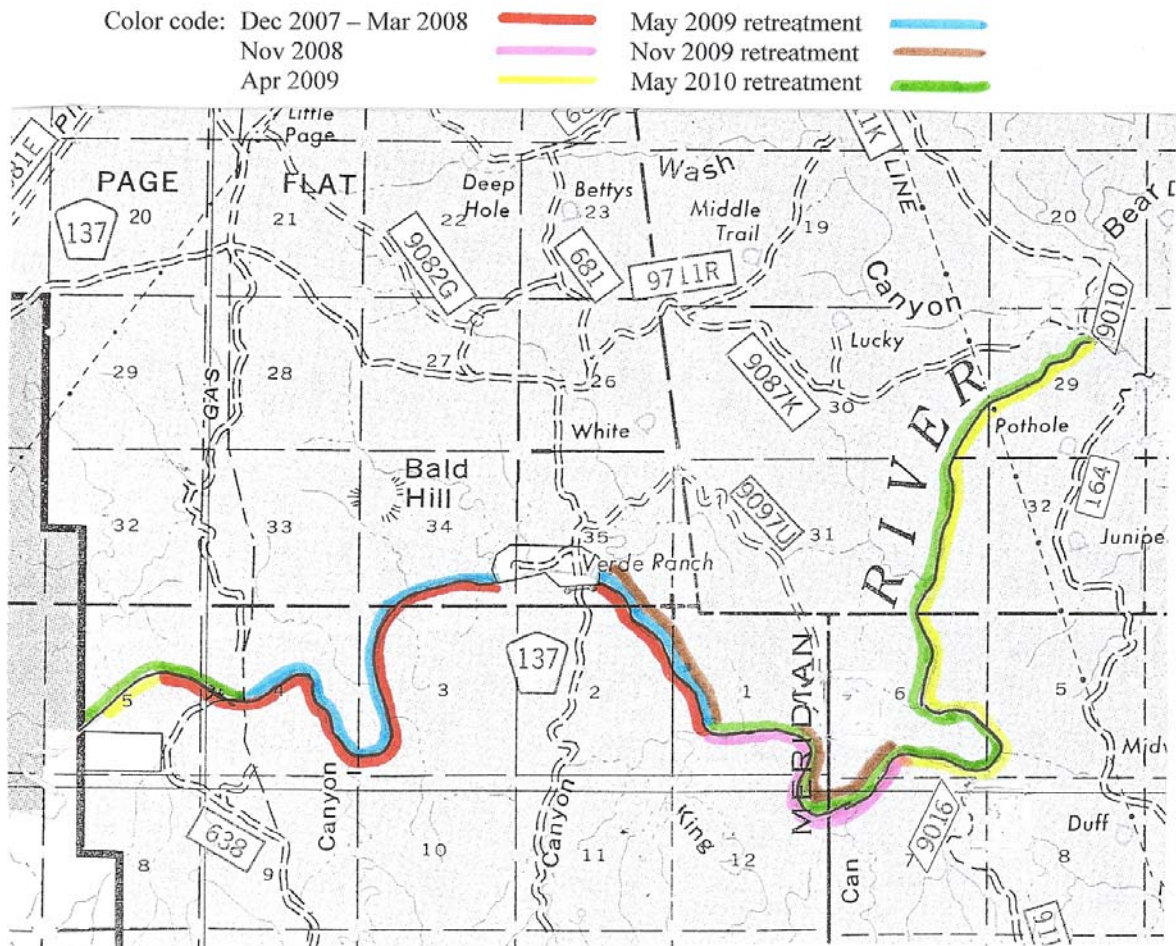 Color code: Dec 2007 – Mar 2008 May 2009 retreatment
Nov 2008 Nov 2009 retreatment
Apr 2009 May 2010 retreatment
Little
Page
81E
LINE
Wash
PAGE FLAT
20
21
Deep
Hole
22
Bettys
23
Middle
Trail
19
20
137
9082G
681
9711R
Canyon
9010
29
GAS
28
27
26
Lucky
9087K
30
RIVER
29
White
Pothole
Bald
Hill
32
33
34
35
Verde Ranch
9097U
31
32
164
5
4
3
137
2
1
MERIDIAN
6
5
Canyon
Canyon
King
9016
Duff
638
8
9
10
11
12
Can
7
8